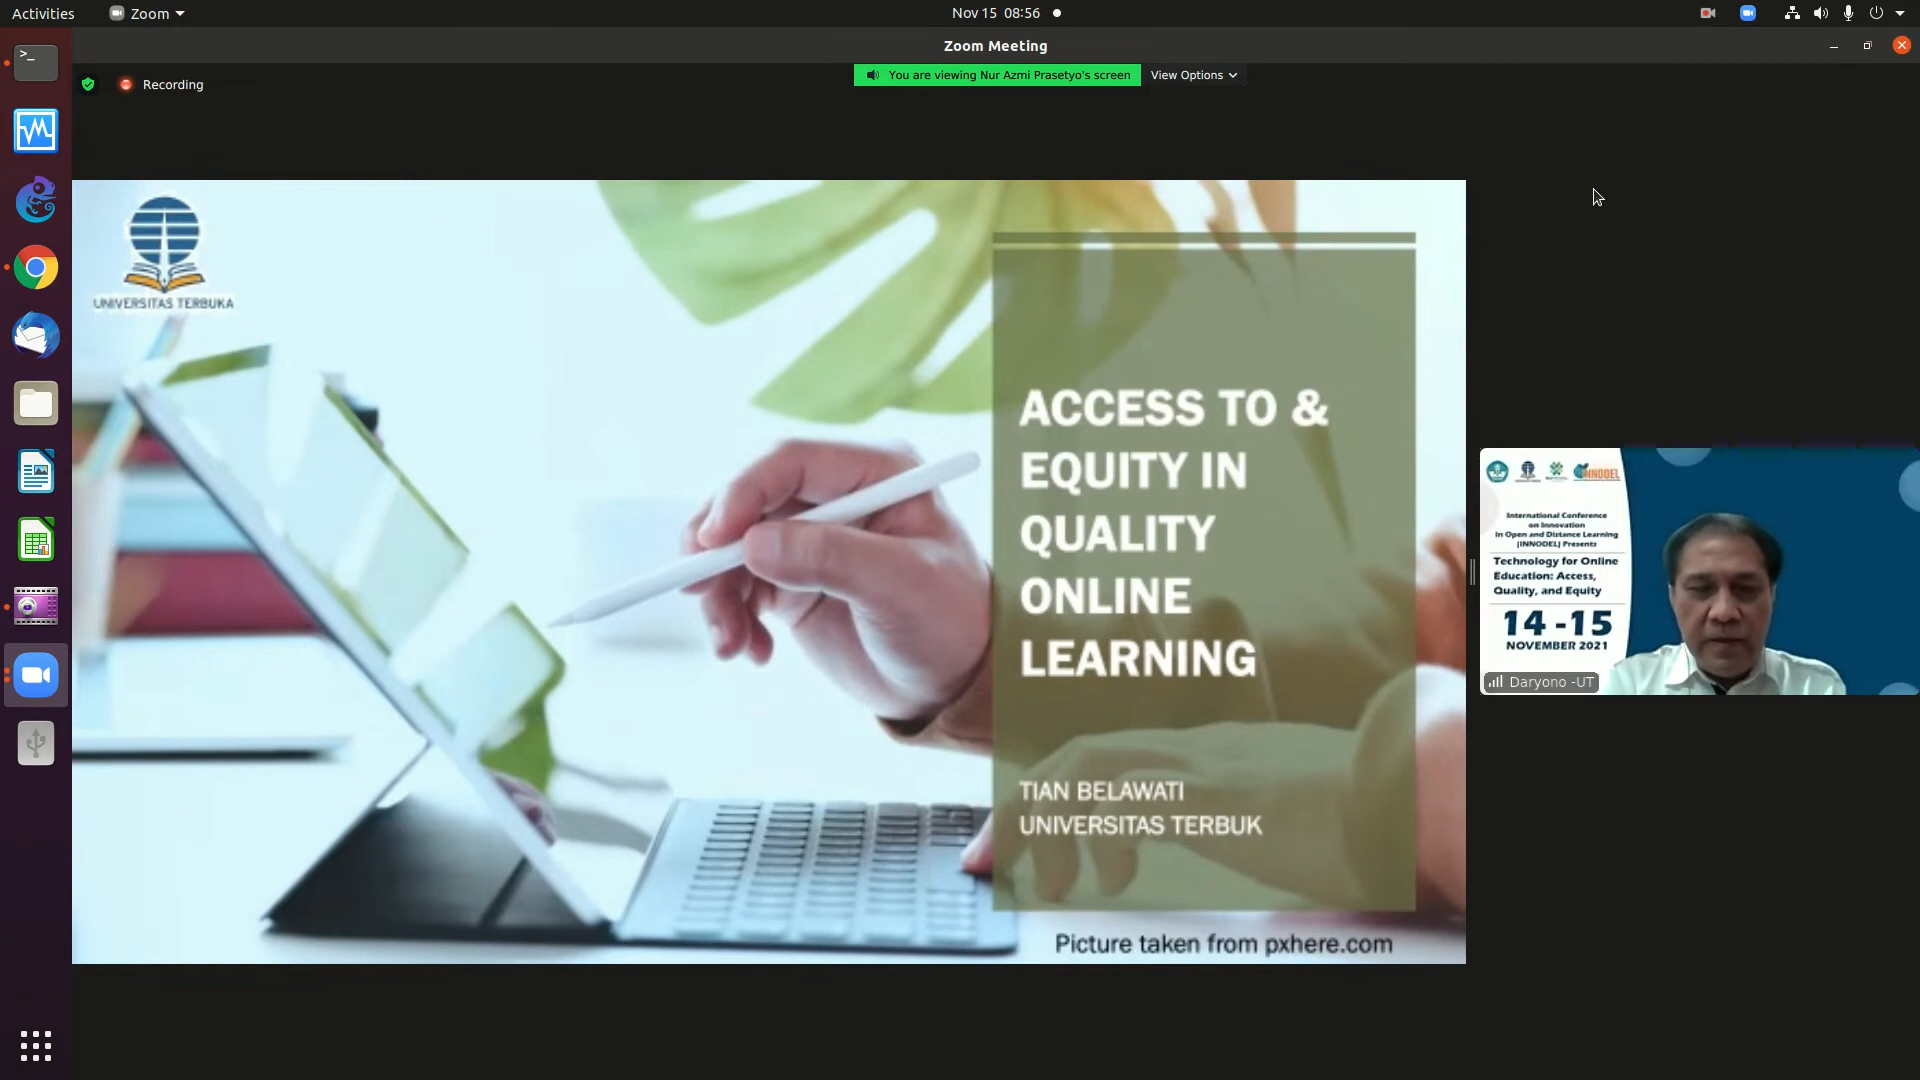 Activities
Zoom
Nov 15 08:56
Zoom Meeting
Recording
You are viewing Nur Azmi Prasetyo's screen
View Options
UNIVERSITAS TERBUKA
ACCESS TO &
EQUITY IN
QUALITY
ONLINE
LEARNING
TIAN BELAWATI
UNIVERSITAS TERBUK
Picture taken from pxhere.com
INNODEL
International Conference
on Innovation
in Open and Distance Learning
(INNODEL) Presents
Technology for Online
Education: Access,
Quality, and Equity
14 -15
NOVEMBER 2021
Daryono -UT